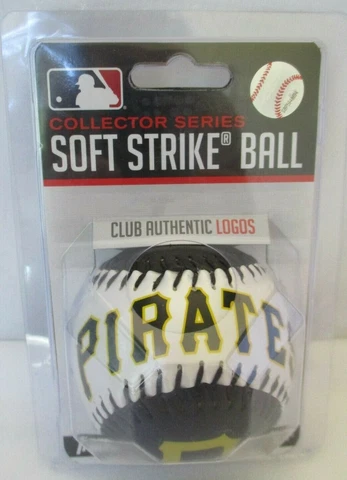 COLLECTOR SERIES
SOFT STRIKE® BALL
CLUB AUTHENTIC LOGOS
PIRATES
P